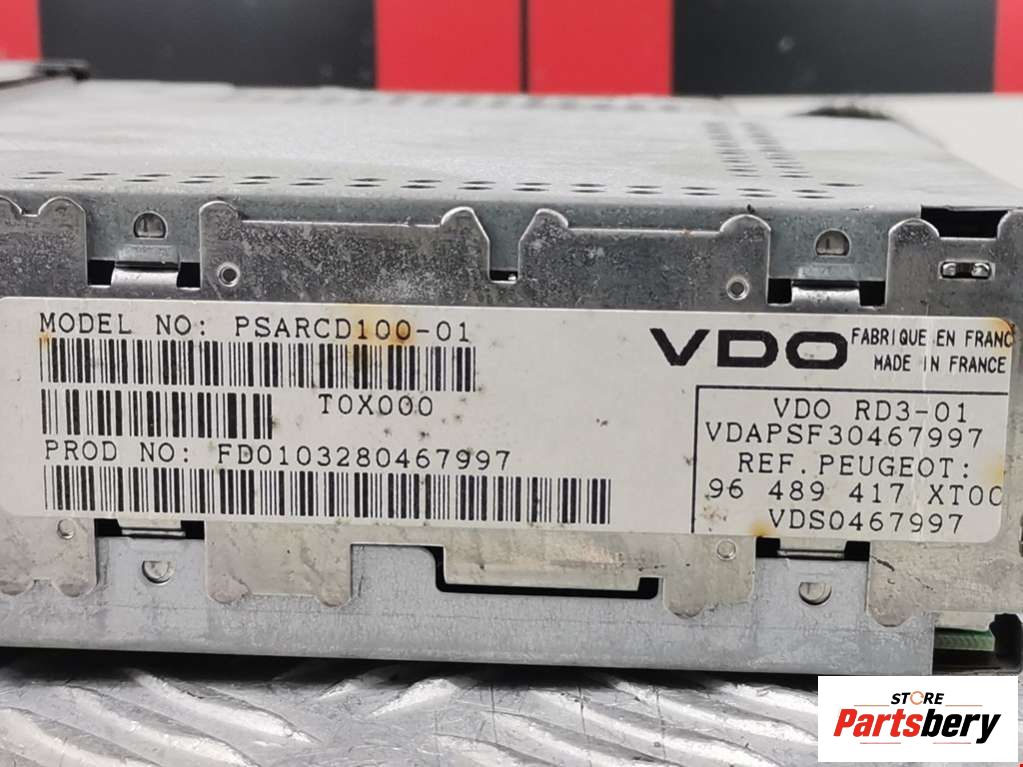 MODEL NO: PSARCD100-01
T0X000
PROD NO: FD0103280467997
VDO
FABRIQUE EN FRANC
MADE IN FRANCE
VDO RD3-01
VDAPSF30467997
REF. PEUGEOT:
96 489 417 XT0C
VDS0467997
STORE
Partsbery